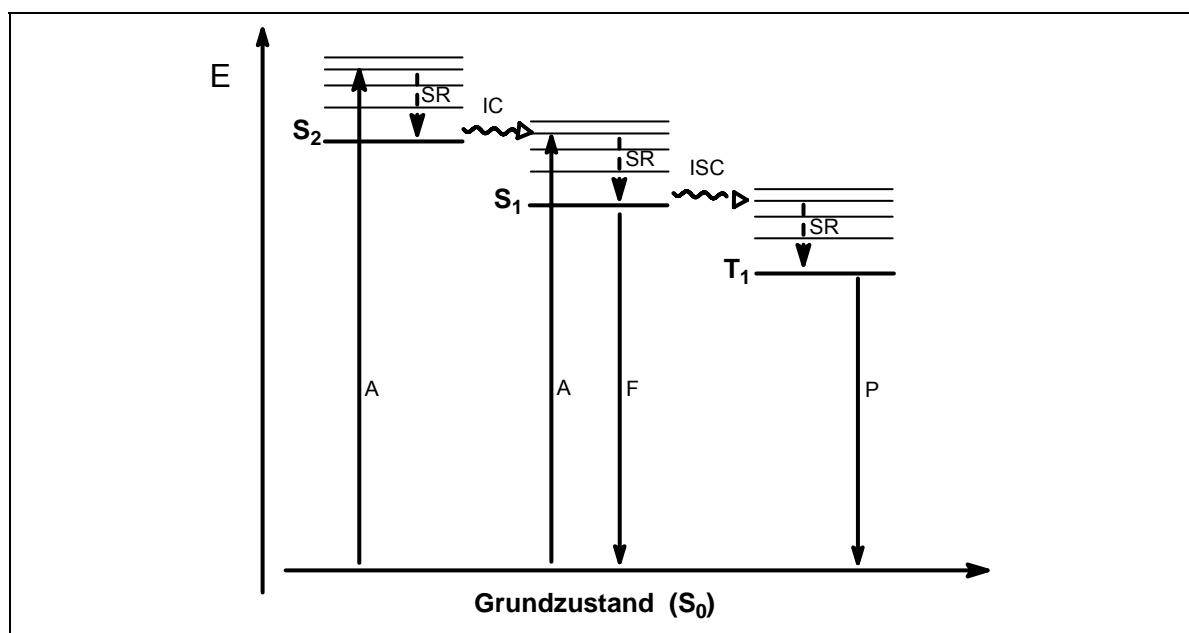 E
SR
IC
S₂
SR
ISC
S₁
SR
T₁
A
A
F
P
Grundzustand (S₀)